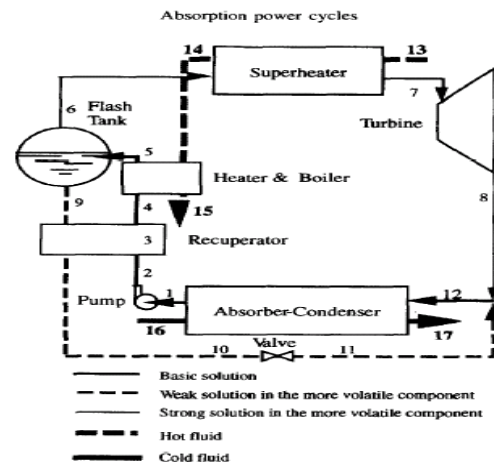 Absorption power cycles
14
13
Superheater
6
Flash
Tank
7
Turbine
5
Heater & Boiler
9
4
15
8
3
Recuperator
2
Pump
1
Absorber-Condenser
12
16
17
Valve
10
11
Basic solution
Weak solution in the more volatile component
Strong solution in the more volatile component
Hot fluid
Cold fluid